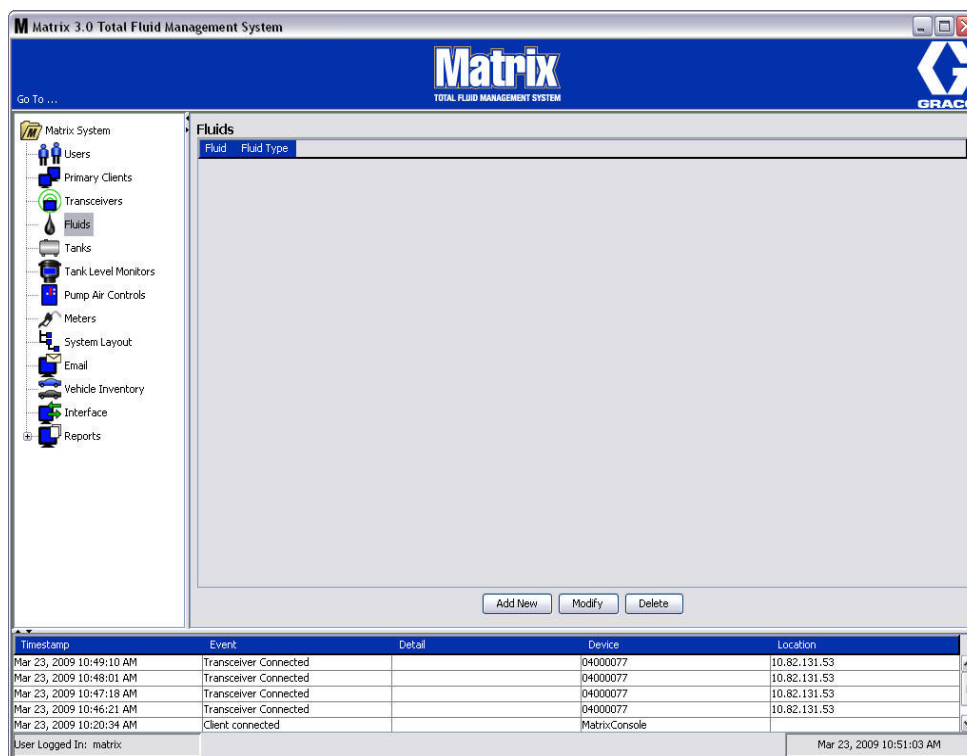 M Matrix 3.0 Total Fluid Management System
Matrix
TOTAL FLUID MANAGEMENT SYSTEM
Go To ...
GRACO
Matrix System
Users
Primary Clients
Transceivers
Fluids
Tanks
Tank Level Monitors
Pump Air Controls
Meters
System Layout
Email
Vehicle Inventory
Interface
Reports
Fluids
Fluid Fluid Type
Add New Modify Delete
Timestamp Event Detail Device Location
Mar 23, 2009 10:49:10 AM Transceiver Connected 04000077 10.82.131.53
Mar 23, 2009 10:48:01 AM Transceiver Connected 04000077 10.82.131.53
Mar 23, 2009 10:47:18 AM Transceiver Connected 04000077 10.82.131.53
Mar 23, 2009 10:46:21 AM Transceiver Connected 04000077 10.82.131.53
Mar 23, 2009 10:20:34 AM Client connected MatrixConsole
User Logged In: matrix Mar 23, 2009 10:51:03 AM